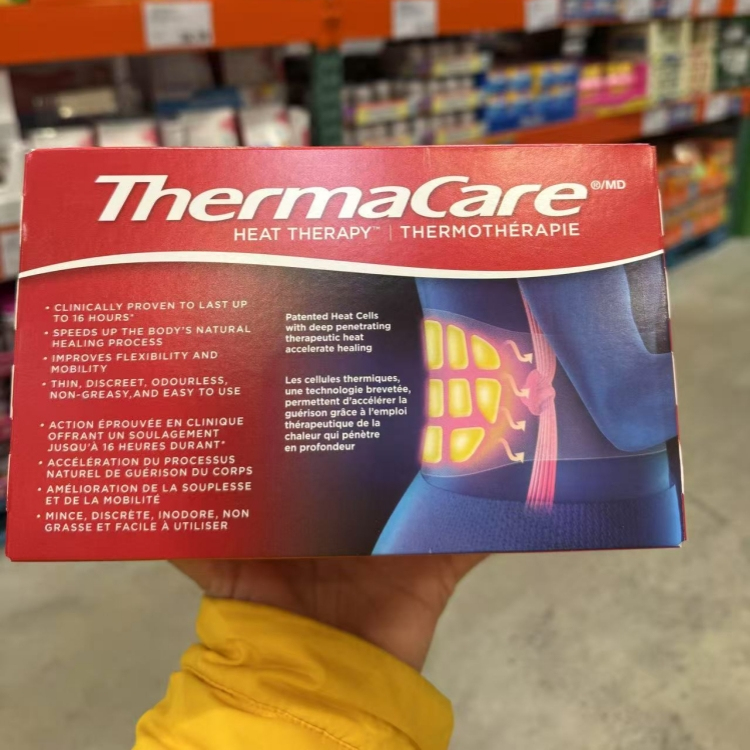 ThermaCare®/MD
HEAT THERAPY™ | THERMOTHÉRAPIE
• CLINICALLY PROVEN TO LAST UP
TO 16 HOURS*
• SPEEDS UP THE BODY'S NATURAL
HEALING PROCESS
• IMPROVES FLEXIBILITY AND
MOBILITY
• THIN, DISCREET, ODOURLESS,
NON-GREASY,AND EASY TO USE
• ACTION ÉPROUVÉE EN CLINIQUE
OFFRANT UN SOULAGEMENT
JUSQU'À 16 HEURES DURANT*
• ACCÉLÉRATION DU PROCESSUS
NATUREL DE GUÉRISON DU CORPS
• AMÉLIORATION DE LA SOUPLESSE
ET DE LA MOBILITÉ
• MINCE, DISCRÈTE, INODORE, NON
GRASSE ET FACILE À UTILISER
Patented Heat Cells
with deep penetrating
therapeutic heat
accelerate healing
Les cellules thermiques,
une technologie brevetée,
permettent d'accélérer la
guérison grâce à l'emploi
thérapeutique de la
chaleur qui pénètre
en profondeur